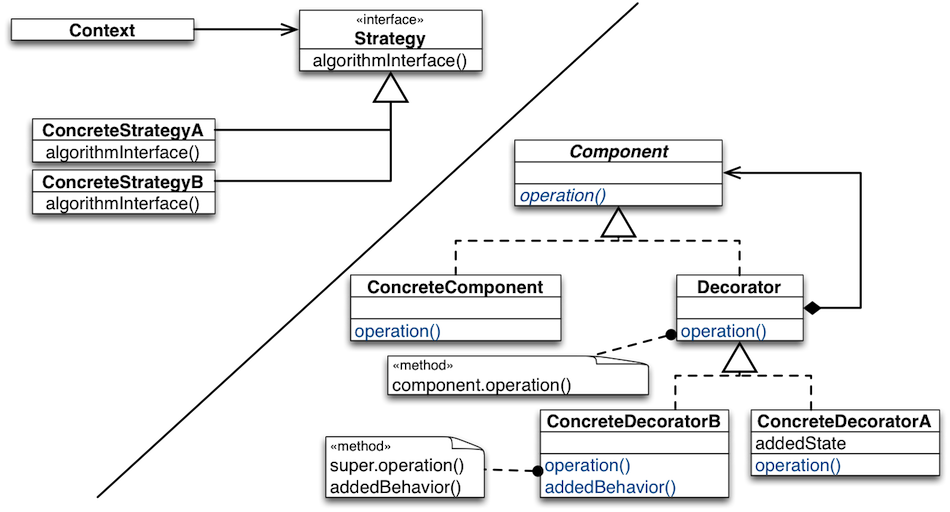 Context
«interface»
Strategy
algorithmInterface()
ConcreteStrategyA
algorithmInterface()
ConcreteStrategyB
algorithmInterface()
Component
operation()
ConcreteComponent
operation()
Decorator
operation()
«method»
component.operation()
ConcreteDecoratorB
operation()
addedBehavior()
ConcreteDecoratorA
addedState
operation()
«method»
super.operation()
addedBehavior()